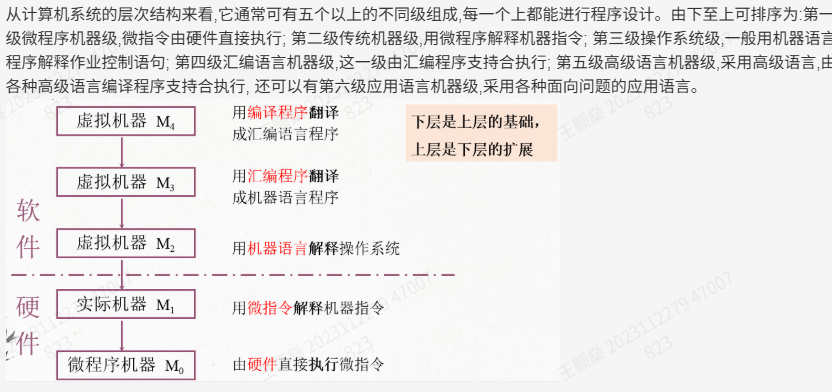 从计算机系统的层次结构来看,它通常可有五个以上的不同级组成,每一个上都能进行程序设计。由下至上可排序为:第一
级微程序机器级,微指令由硬件直接执行; 第二级传统机器级,用微程序解释机器指令; 第三级操作系统级,一般用机器语言
程序解释作业控制语句; 第四级汇编语言机器级,这一级由汇编程序支持合执行; 第五级高级语言机器级,采用高级语言,由
各种高级语言编译程序支持合执行, 还可以有第六级应用语言机器级,采用各种面向问题的应用语言。
虚拟机器 M₄
用编译程序翻译
成汇编语言程序
下层是上层的基础，
上层是下层的扩展
虚拟机器 M₃
用汇编程序翻译
成机器语言程序
软件
虚拟机器 M₂
用机器语言解释操作系统
硬件
实际机器 M₁
用微指令解释机器指令
微程序机器 M₀
由硬件直接执行微指令